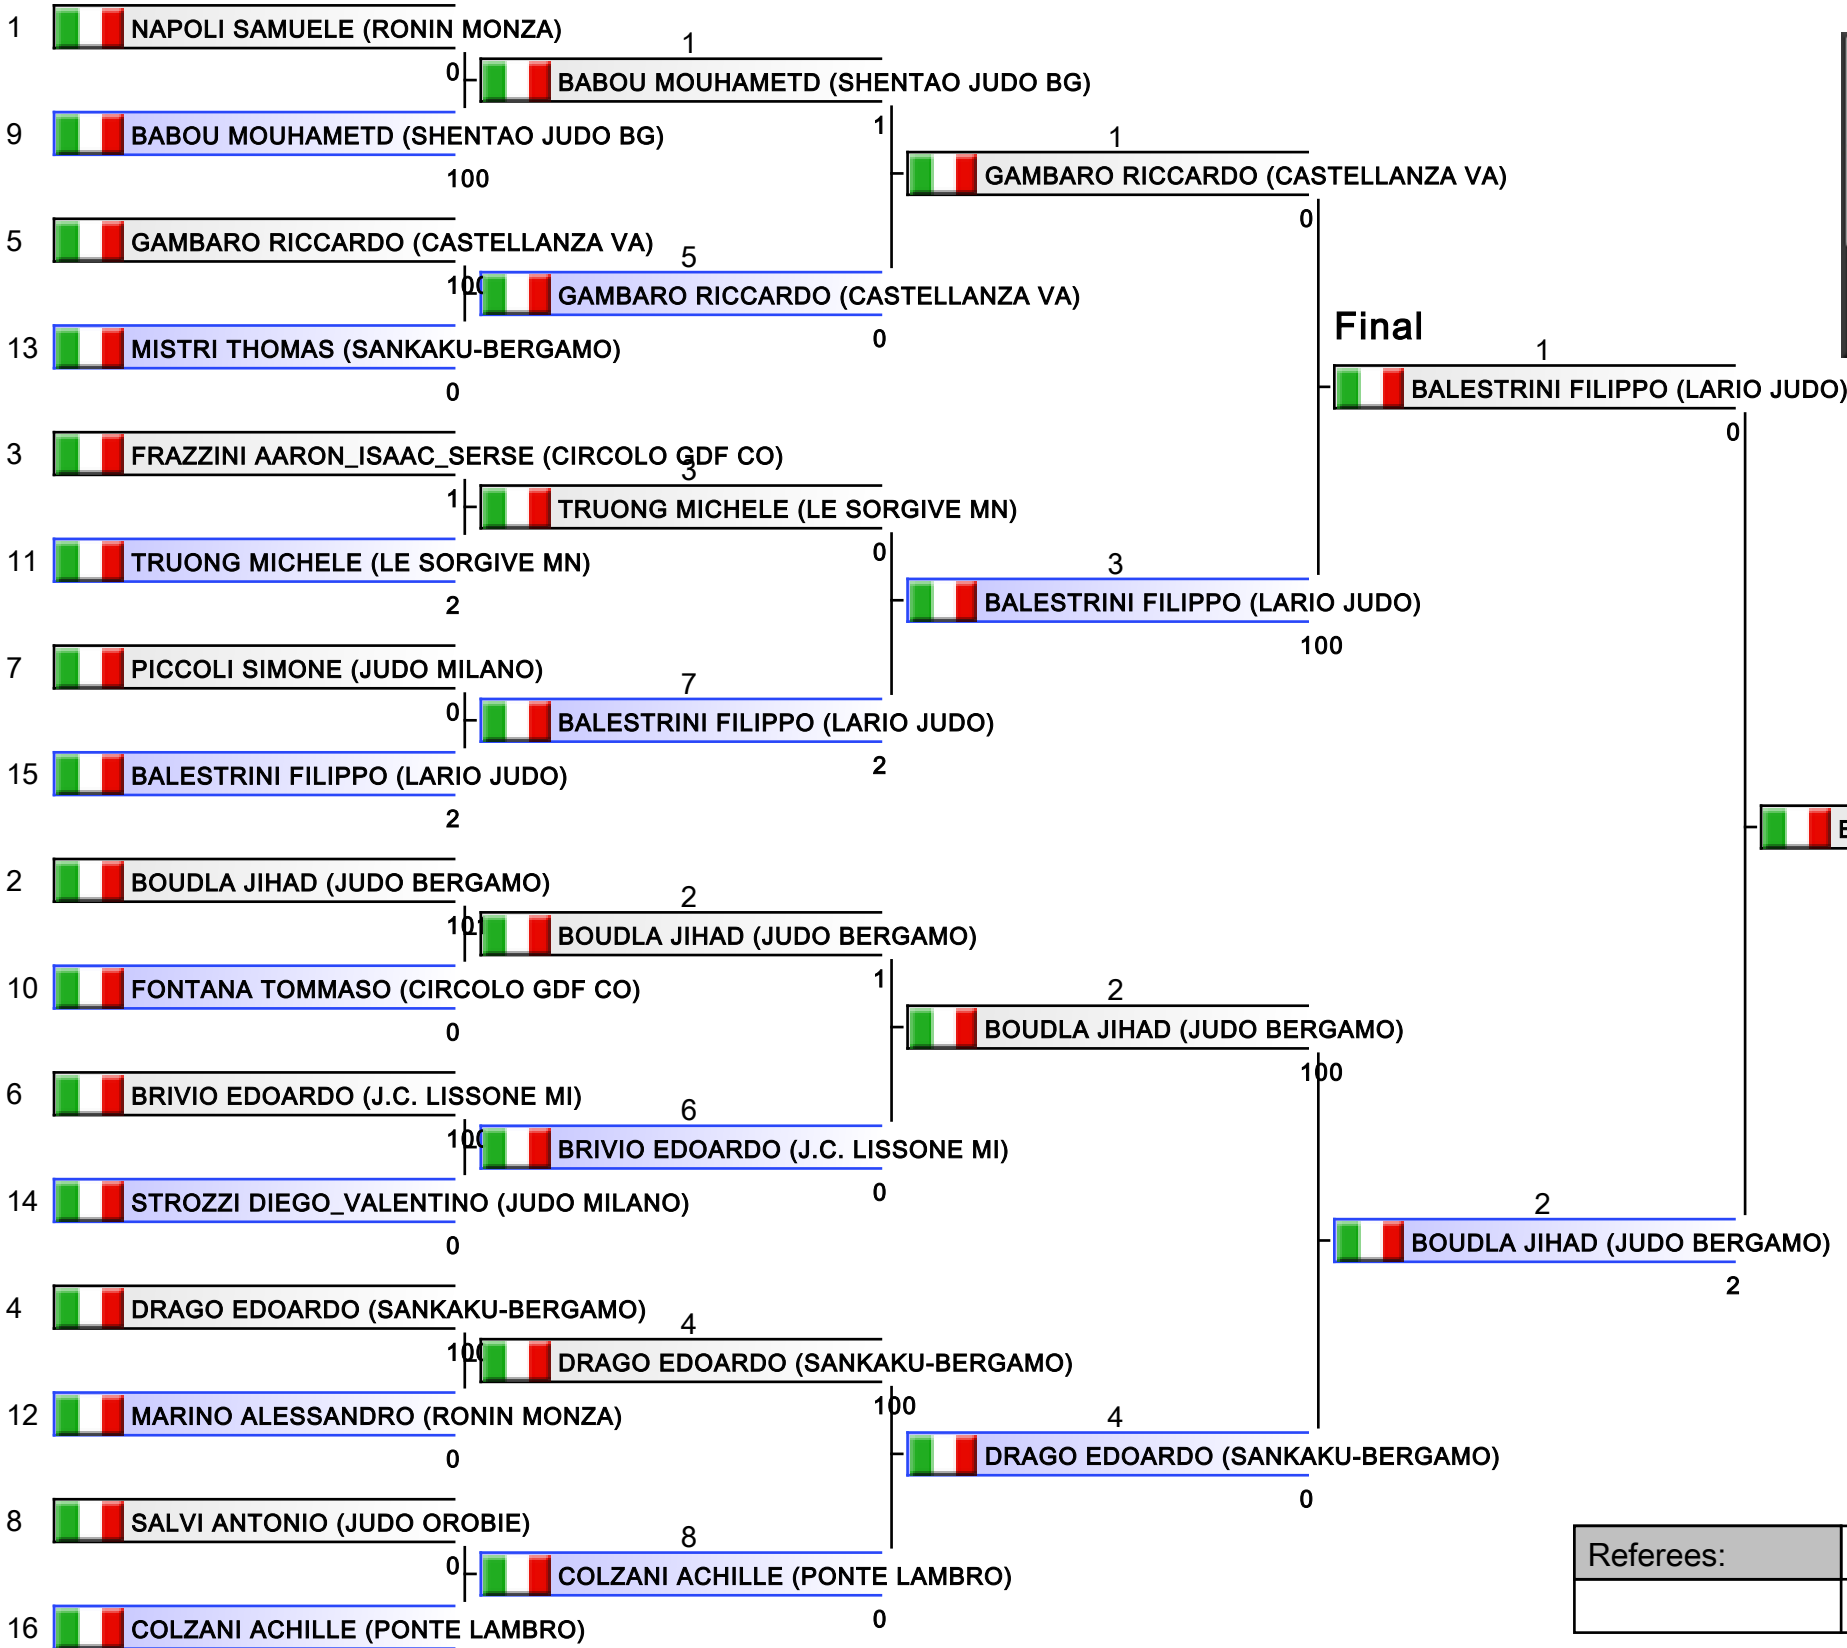 1 NAPOLI SAMUELE (RONIN MONZA)
0
1
BABOU MOUHAMETD (SHENTAO JUDO BG)
9 BABOU MOUHAMETD (SHENTAO JUDO BG)
100
1
1
GAMBARO RICCARDO (CASTELLANZA VA)
0
5 GAMBARO RICCARDO (CASTELLANZA VA)
5
GAMBARO RICCARDO (CASTELLANZA VA)
0
13 MISTRI THOMAS (SANKAKU-BERGAMO)
0
Final
1
BALESTRINI FILIPPO (LARIO JUDO)
0
3 FRAZZINI AARON_ISAAC_SERSE (CIRCOLO GDF CO)
1
3
TRUONG MICHELE (LE SORGIVE MN)
0
11 TRUONG MICHELE (LE SORGIVE MN)
2
3
BALESTRINI FILIPPO (LARIO JUDO)
100
7 PICCOLI SIMONE (JUDO MILANO)
0
7
BALESTRINI FILIPPO (LARIO JUDO)
2
15 BALESTRINI FILIPPO (LARIO JUDO)
2
2 BOUDLA JIHAD (JUDO BERGAMO)
2
BOUDLA JIHAD (JUDO BERGAMO)
1
10 FONTANA TOMMASO (CIRCOLO GDF CO)
0
2
BOUDLA JIHAD (JUDO BERGAMO)
100
6 BRIVIO EDOARDO (J.C. LISSONE MI)
6
BRIVIO EDOARDO (J.C. LISSONE MI)
0
14 STROZZI DIEGO_VALENTINO (JUDO MILANO)
0
2
BOUDLA JIHAD (JUDO BERGAMO)
2
4 DRAGO EDOARDO (SANKAKU-BERGAMO)
4
DRAGO EDOARDO (SANKAKU-BERGAMO)
100
12 MARINO ALESSANDRO (RONIN MONZA)
0
4
DRAGO EDOARDO (SANKAKU-BERGAMO)
0
8 SALVI ANTONIO (JUDO OROBIE)
0
8
COLZANI ACHILLE (PONTE LAMBRO)
0
16 COLZANI ACHILLE (PONTE LAMBRO)
Referees: